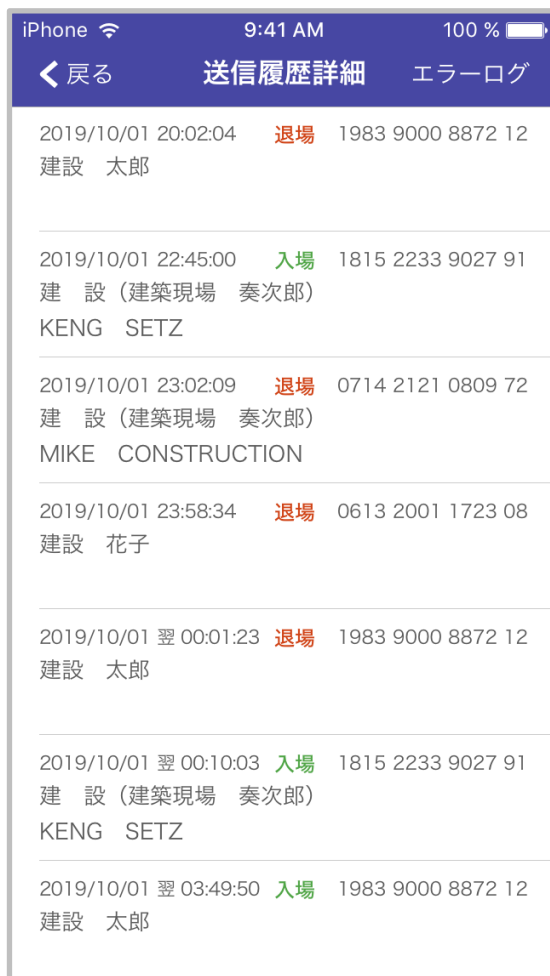 iPhone 9:41 AM 100 %
戻る 送信履歴詳細 エラーログ
2019/10/01 20:02:04 退場 1983 9000 8872 12
建設　太郎
2019/10/01 22:45:00 入場 1815 2233 9027 91
建　設（建築現場　奏次郎）
KENG　SETZ
2019/10/01 23:02:09 退場 0714 2121 0809 72
建　設（建築現場　奏次郎）
MIKE　CONSTRUCTION
2019/10/01 23:58:34 退場 0613 2001 1723 08
建設　花子
2019/10/01 翌 00:01:23 退場 1983 9000 8872 12
建設　太郎
2019/10/01 翌 00:10:03 入場 1815 2233 9027 91
建　設（建築現場　奏次郎）
KENG　SETZ
2019/10/01 翌 03:49:50 入場 1983 9000 8872 12
建設　太郎